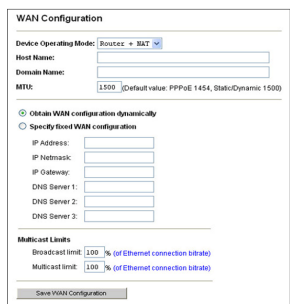 WAN Configuration
Device Operating Mode: Router + NAT
Host Name:
Domain Name:
MTU: 1500 (Default value: PPPoE 1454, Static/Dynamic 1500)
Obtain WAN configuration dynamically
Specify fixed WAN configuration
IP Address:
IP Netmask:
IP Gateway:
DNS Server 1:
DNS Server 2:
DNS Server 3:
Multicast Limits
Broadcast limit: 100 % (of Ethernet connection bitrate)
Multicast limit: 100 % (of Ethernet connection bitrate)
Save WAN Configuration